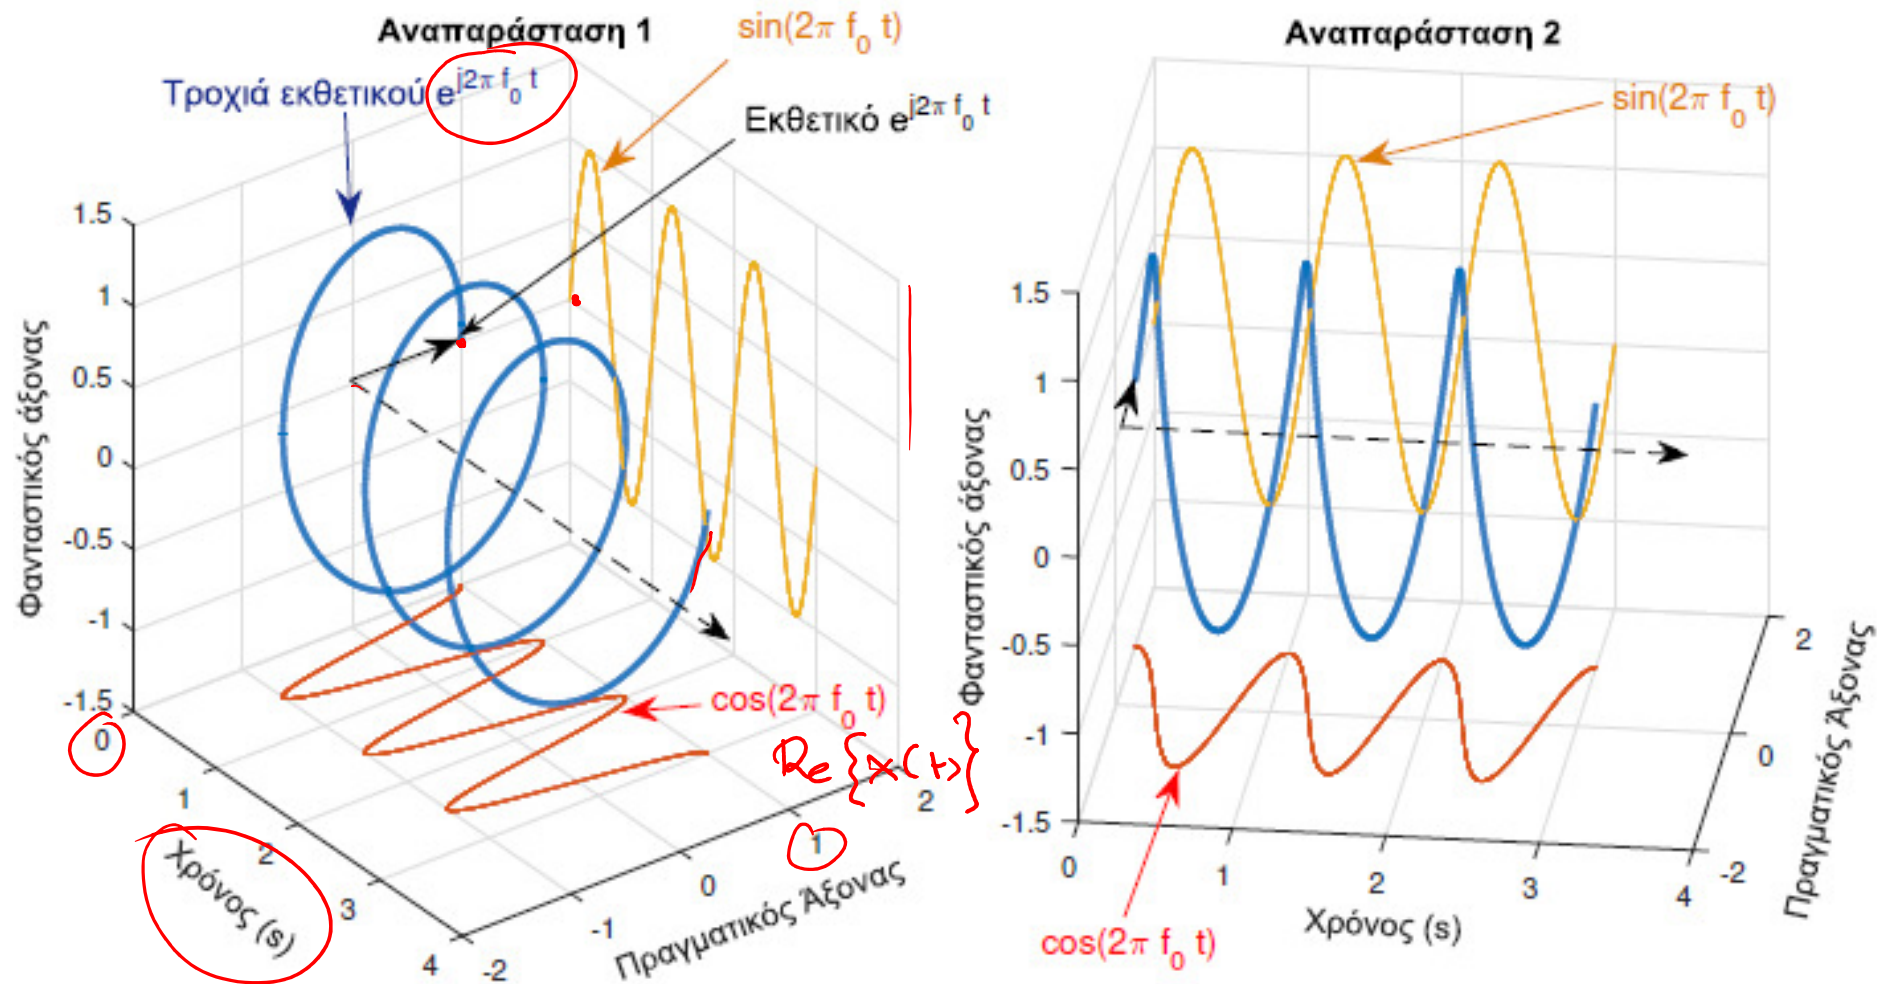 Αναπαράσταση 1
sin(2π f₀ t)
Τροχιά εκθετικού e^{j2π f₀ t}
Εκθετικό e^{j2π f₀ t}
1.5
1
0.5
0
-0.5
-1
-1.5
Φανταστικός άξονας
cos(2π f₀ t)
Re{x(t)}
0
1
2
3
4
Χρόνος (s)
-2
-1
0
1
2
Πραγματικός Άξονας
Αναπαράσταση 2
sin(2π f₀ t)
1.5
1
0.5
0
-0.5
-1
-1.5
Φανταστικός άξονας
0
1
2
3
4
Χρόνος (s)
2
0
-2
Πραγματικός Άξονας
cos(2π f₀ t)